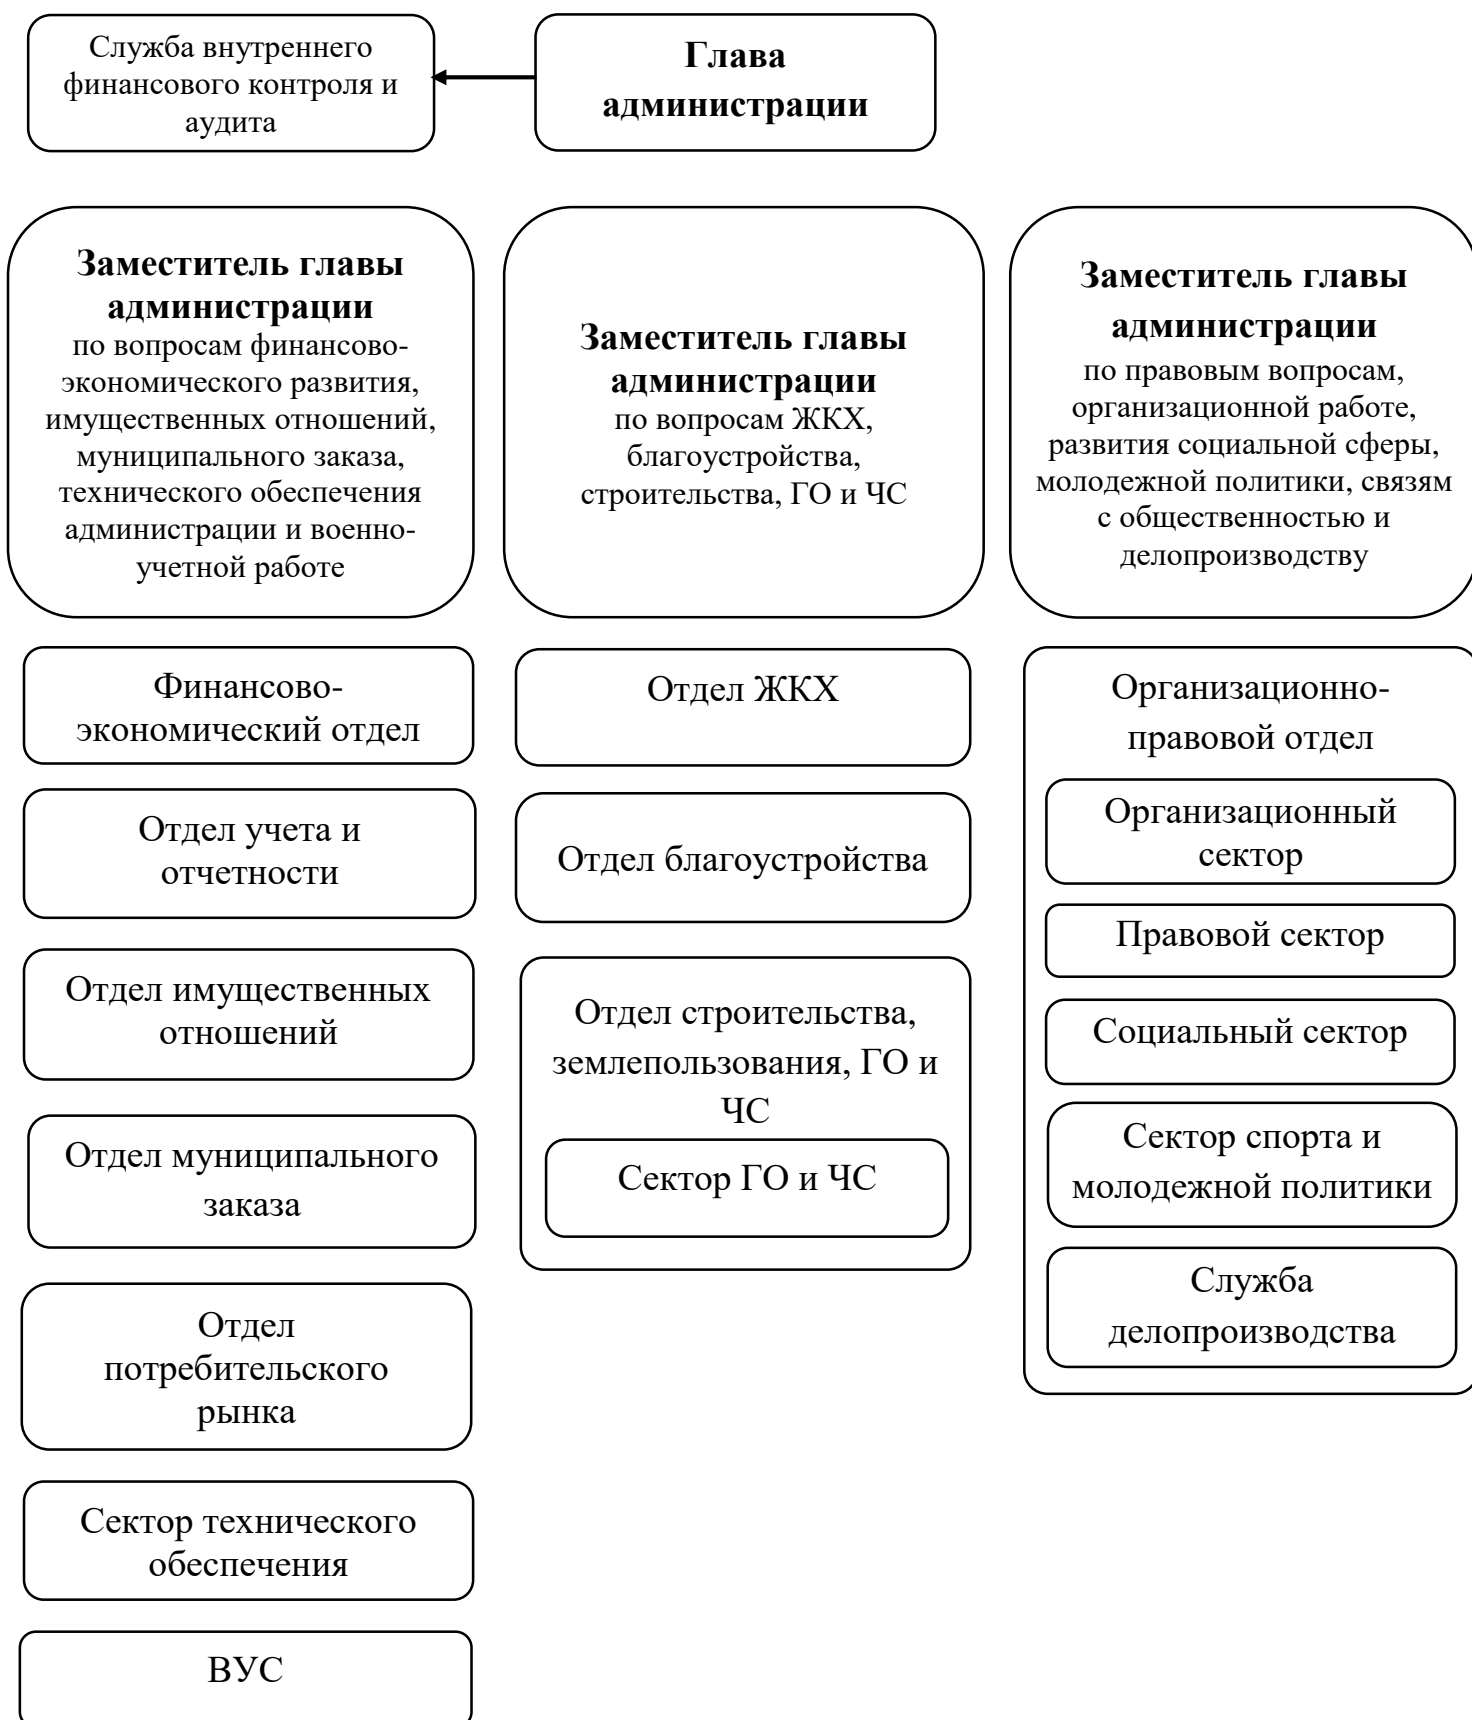 Служба внутреннего
финансового контроля и
аудита
Глава
администрации
Заместитель главы
администрации
по вопросам финансово-
экономического развития,
имущественных отношений,
муниципального заказа,
технического обеспечения
администрации и военно-
учетной работе
Заместитель главы
администрации
по вопросам ЖКХ,
благоустройства,
строительства, ГО и ЧС
Заместитель главы
администрации
по правовым вопросам,
организационной работе,
развития социальной сферы,
молодежной политики, связям
с общественностью и
делопроизводству
Финансово-
экономический отдел
Отдел учета и
отчетности
Отдел имущественных
отношений
Отдел муниципального
заказа
Отдел
потребительского
рынка
Сектор технического
обеспечения
ВУС
Отдел ЖКХ
Отдел благоустройства
Отдел строительства,
землепользования, ГО и
ЧС
Сектор ГО и ЧС
Организационно-
правовой отдел
Организационный
сектор
Правовой сектор
Социальный сектор
Сектор спорта и
молодежной политики
Служба
делопроизводства